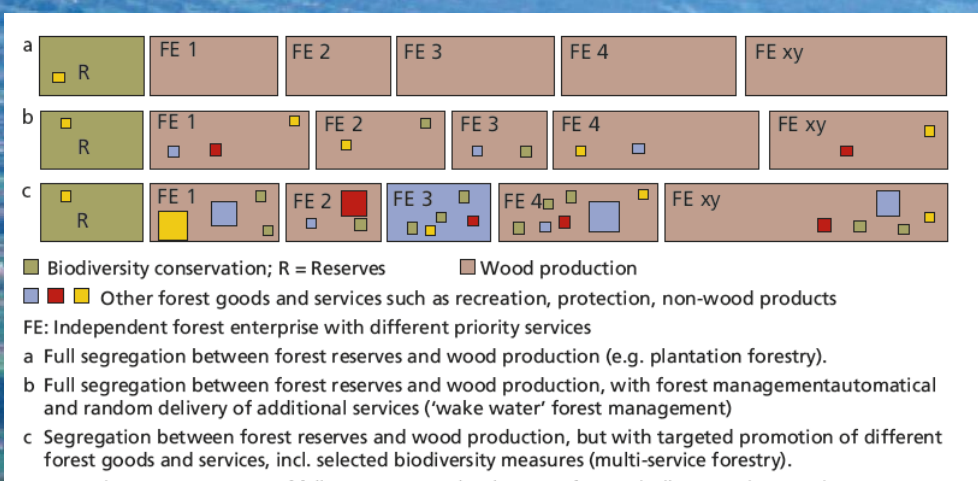 a R FE 1 FE 2 FE 3 FE 4 FE xy
b R FE 1 FE 2 FE 3 FE 4 FE xy
c R FE 1 FE 2 FE 3 FE 4 FE xy
Biodiversity conservation; R = Reserves Wood production
Other forest goods and services such as recreation, protection, non-wood products
FE: Independent forest enterprise with different priority services
a Full segregation between forest reserves and wood production (e.g. plantation forestry).
b Full segregation between forest reserves and wood production, with forest managementautomatical
and random delivery of additional services (‘wake water’ forest management)
c Segregation between forest reserves and wood production, but with targeted promotion of different
forest goods and services, incl. selected biodiversity measures (multi-service forestry).